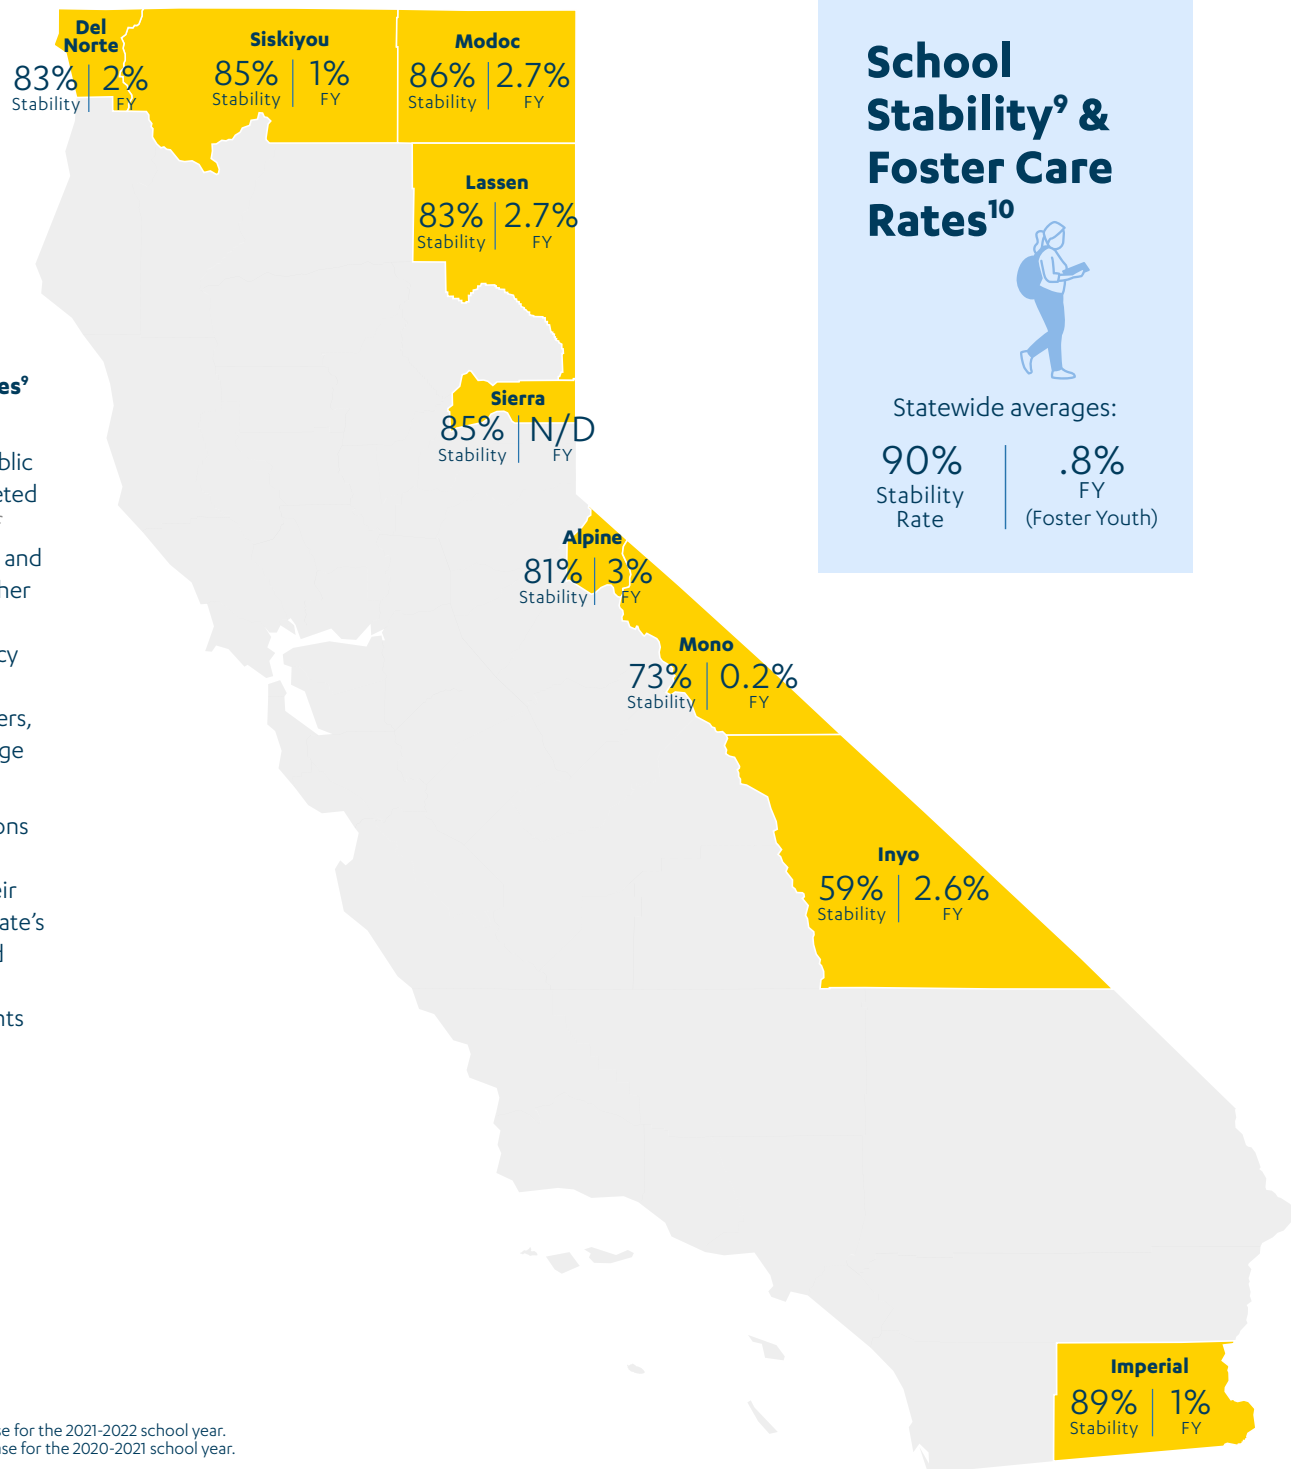 School
Stability⁹ &
Foster Care
Rates¹⁰
Statewide averages:
90%
Stability
Rate
.8%
FY
(Foster Youth)
Del
Norte
83% 2%
Stability FY
Siskiyou
85% 1%
Stability FY
Modoc
86% 2.7%
Stability FY
Lassen
83% 2.7%
Stability FY
Sierra
85% N/D
Stability FY
Alpine
81% 3%
Stability FY
Mono
73% 0.2%
Stability FY
Inyo
59% 2.6%
Stability FY
Imperial
89% 1%
Stability FY
es⁹
blic
eted
and
her
cy
ers,
ge
ons
eir
ate's
d
nts
se for the 2021-2022 school year.
ase for the 2020-2021 school year.